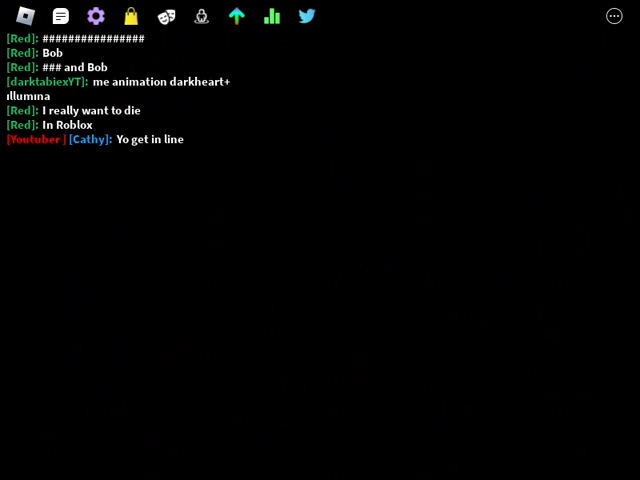 [Red]: ################
[Red]: Bob
[Red]: ### and Bob
[darktabiexYT]: me animation darkheart+
illumina
[Red]: I really want to die
[Red]: In Roblox
[Youtuber ] [Cathy]: Yo get in line